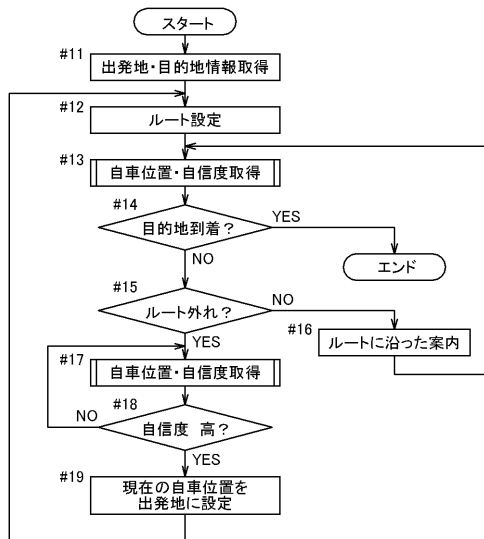 スタート
#11
出発地・目的地情報取得
#12
ルート設定
#13
自車位置・自信度取得
#14
目的地到着？
YES
NO
エンド
#15
ルート外れ？
NO
YES
#16
ルートに沿った案内
#17
自車位置・自信度取得
#18
NO
自信度 高？
YES
#19
現在の自車位置を
出発地に設定